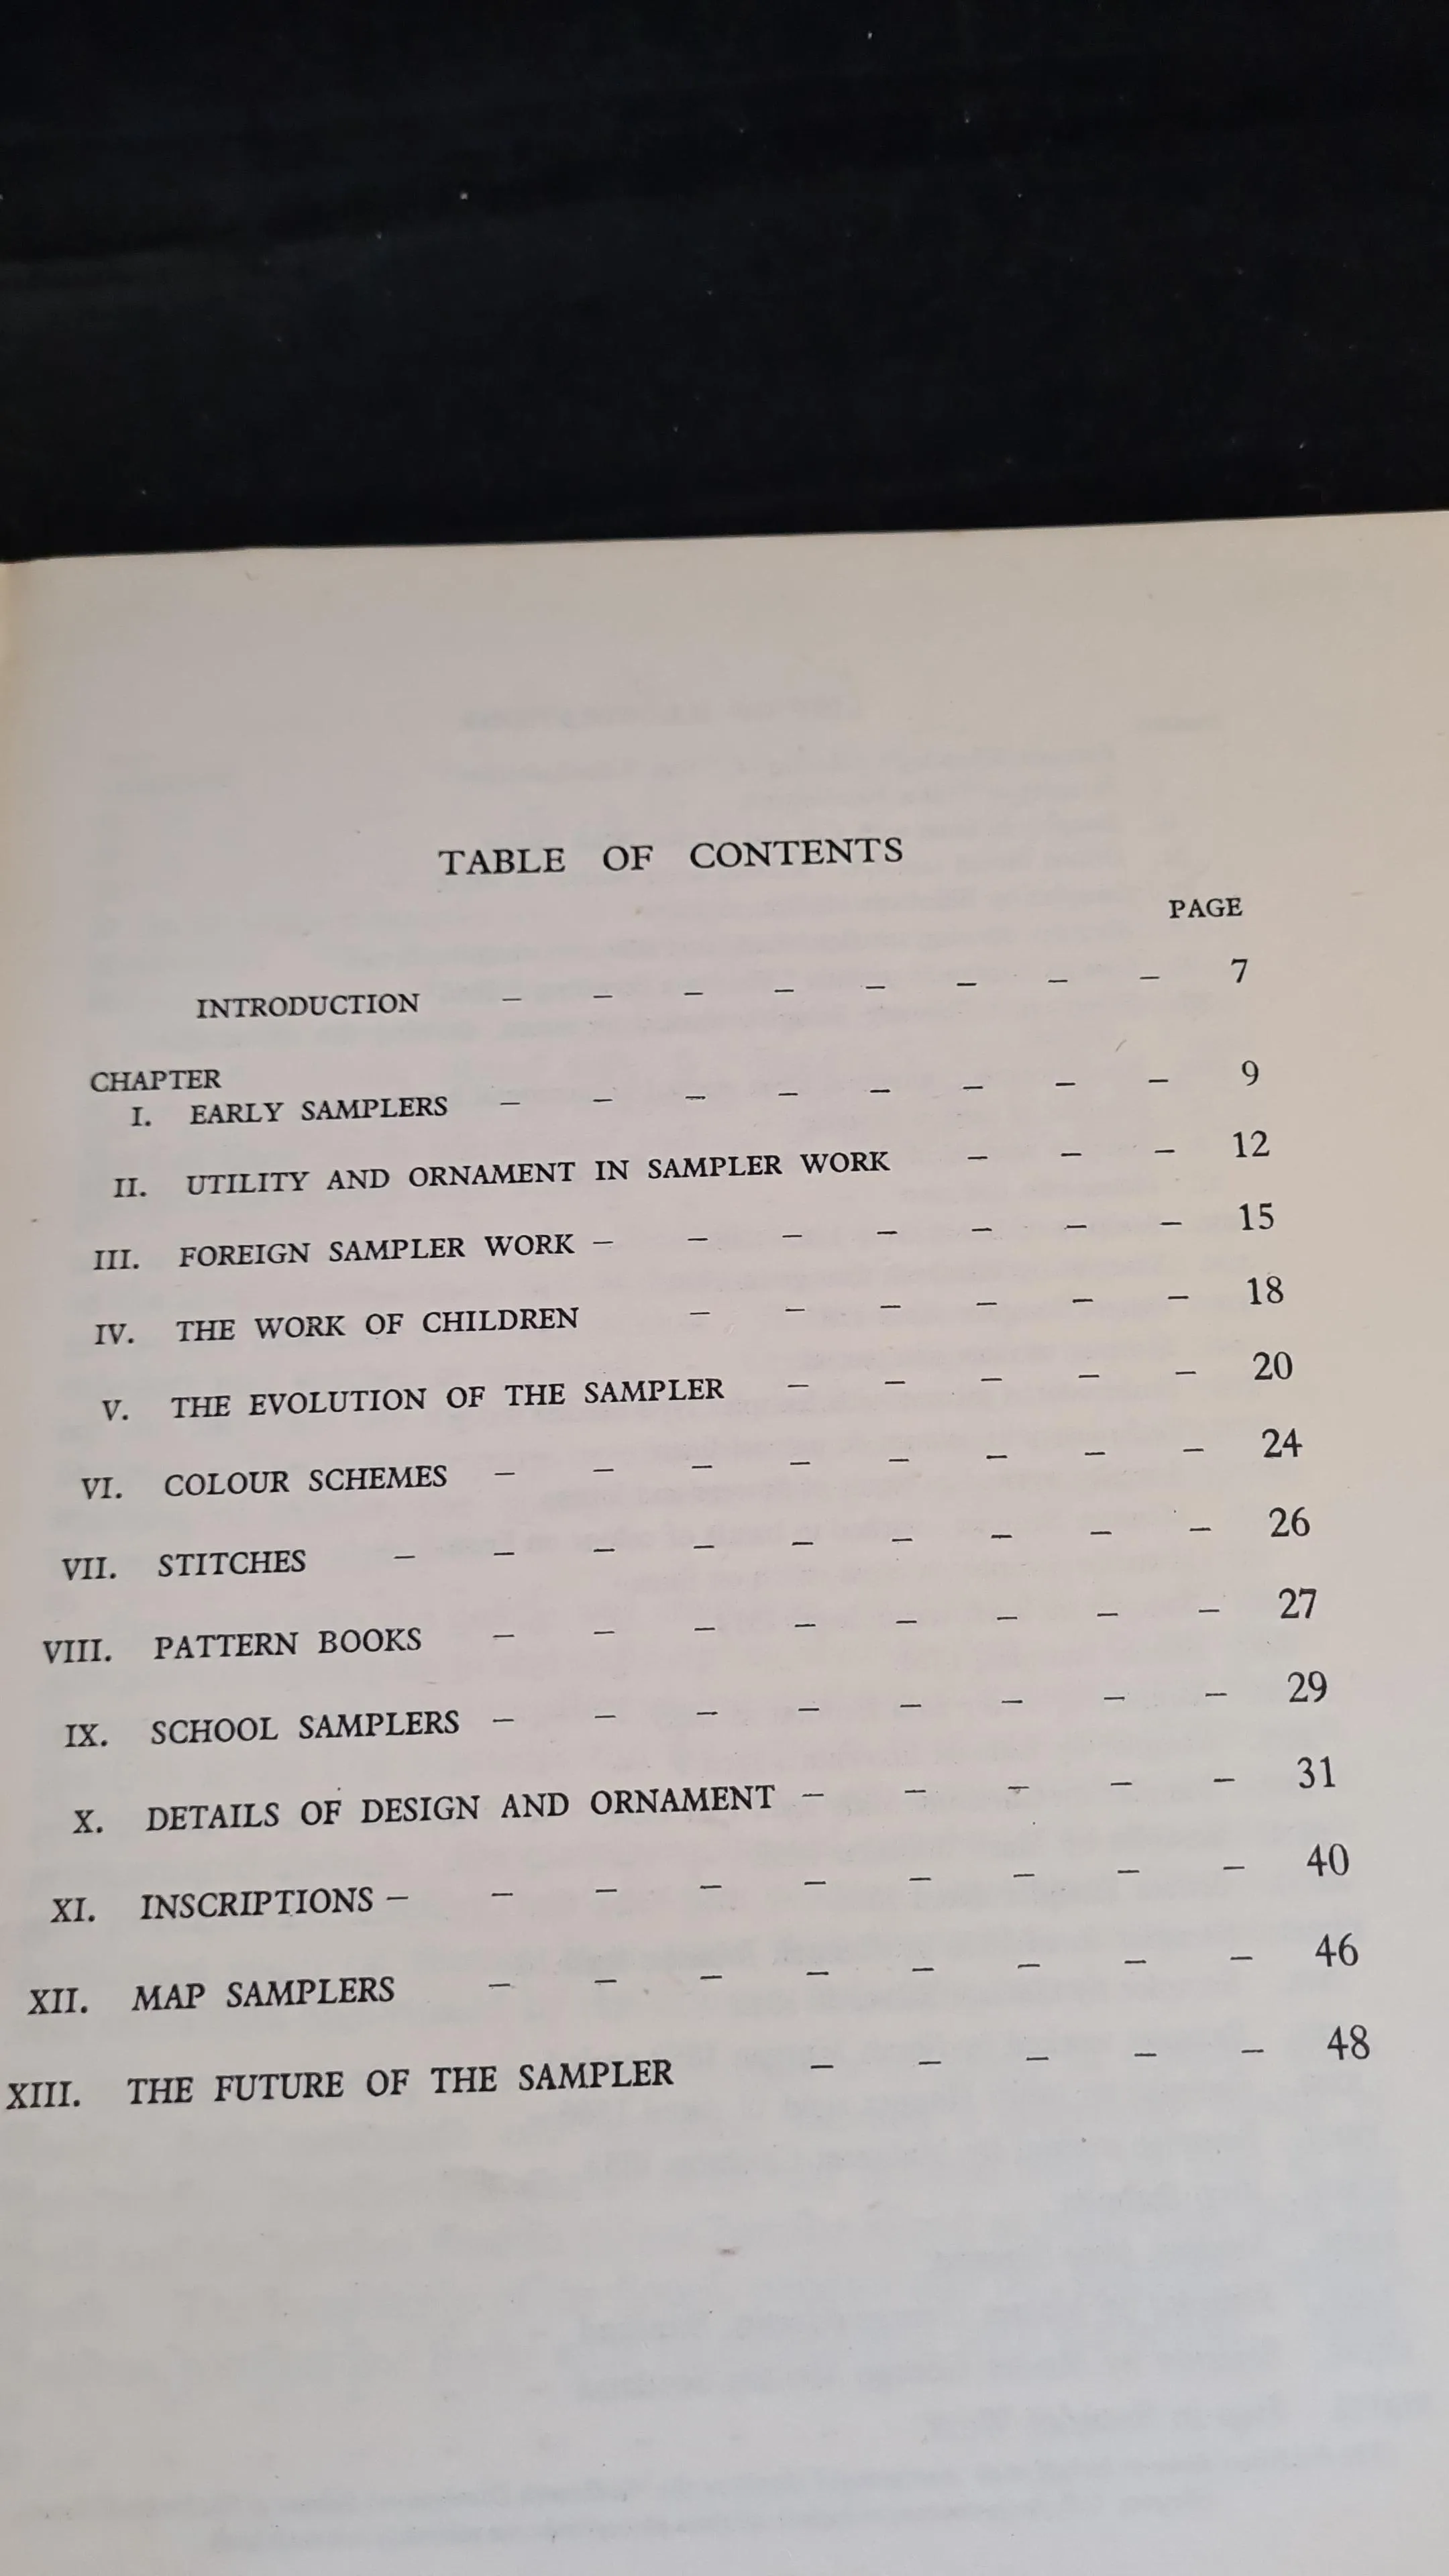 TABLE OF CONTENTS
PAGE
INTRODUCTION – – – – – – – – 7
CHAPTER
I. EARLY SAMPLERS – – – – – – – – 9
II. UTILITY AND ORNAMENT IN SAMPLER WORK – – – 12
III. FOREIGN SAMPLER WORK – – – – – – – 15
IV. THE WORK OF CHILDREN – – – – – – 18
V. THE EVOLUTION OF THE SAMPLER – – – – – 20
VI. COLOUR SCHEMES – – – – – – – – 24
VII. STITCHES – – – – – – – – – 26
VIII. PATTERN BOOKS – – – – – – – – 27
IX. SCHOOL SAMPLERS – – – – – – – – 29
X. DETAILS OF DESIGN AND ORNAMENT – – – – – 31
XI. INSCRIPTIONS – – – – – – – – – 40
XII. MAP SAMPLERS – – – – – – – – 46
XIII. THE FUTURE OF THE SAMPLER – – – – – 48